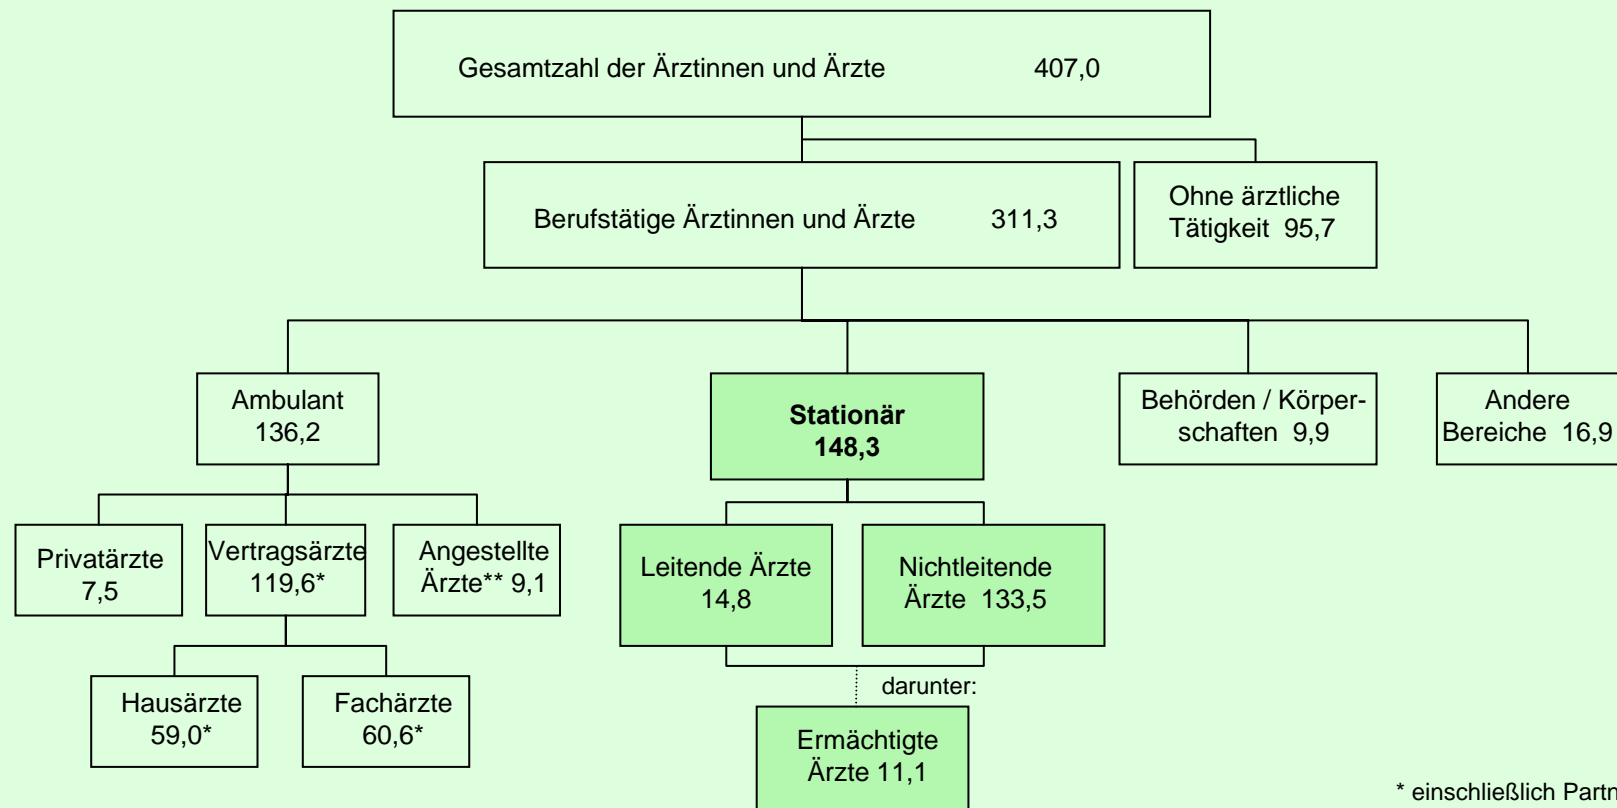 Gesamtzahl der Ärztinnen und Ärzte 407,0
Berufstätige Ärztinnen und Ärzte 311,3
Ohne ärztliche
Tätigkeit 95,7
Ambulant
136,2
Stationär
148,3
Behörden / Körper-
schaften 9,9
Andere
Bereiche 16,9
Privatärzte
7,5
Vertragsärzte
119,6*
Angestellte
Ärzte** 9,1
Leitende Ärzte
14,8
Nichtleitende
Ärzte 133,5
Hausärzte
59,0*
Fachärzte
60,6*
darunter:
Ermächtigte
Ärzte 11,1
* einschließlich